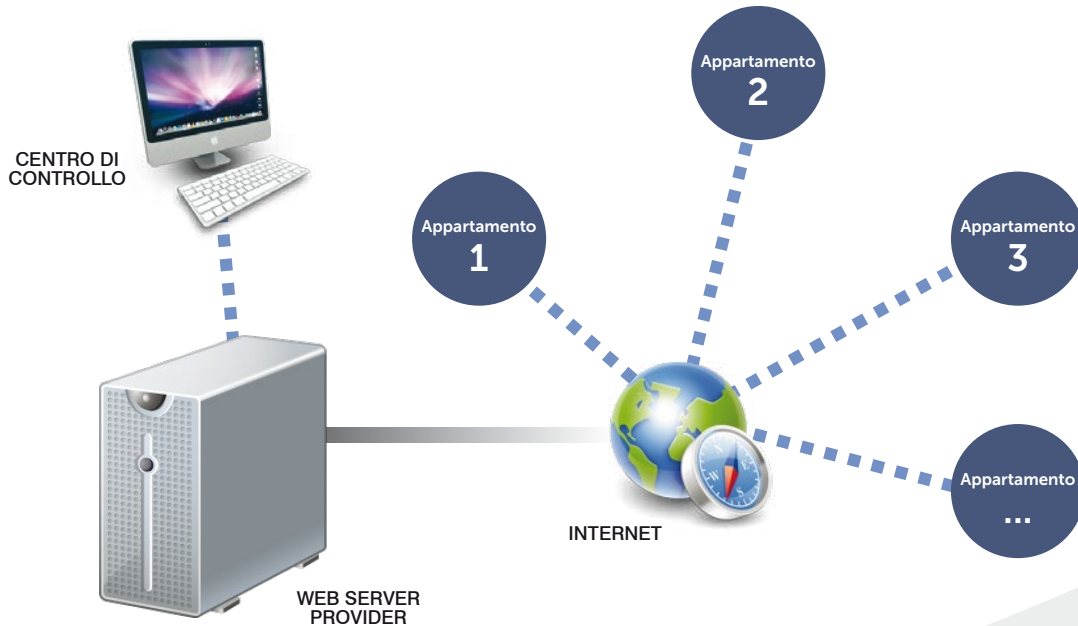 CENTRO DI
CONTROLLO
Appartamento
1
Appartamento
2
Appartamento
3
Appartamento
...
INTERNET
WEB SERVER
PROVIDER